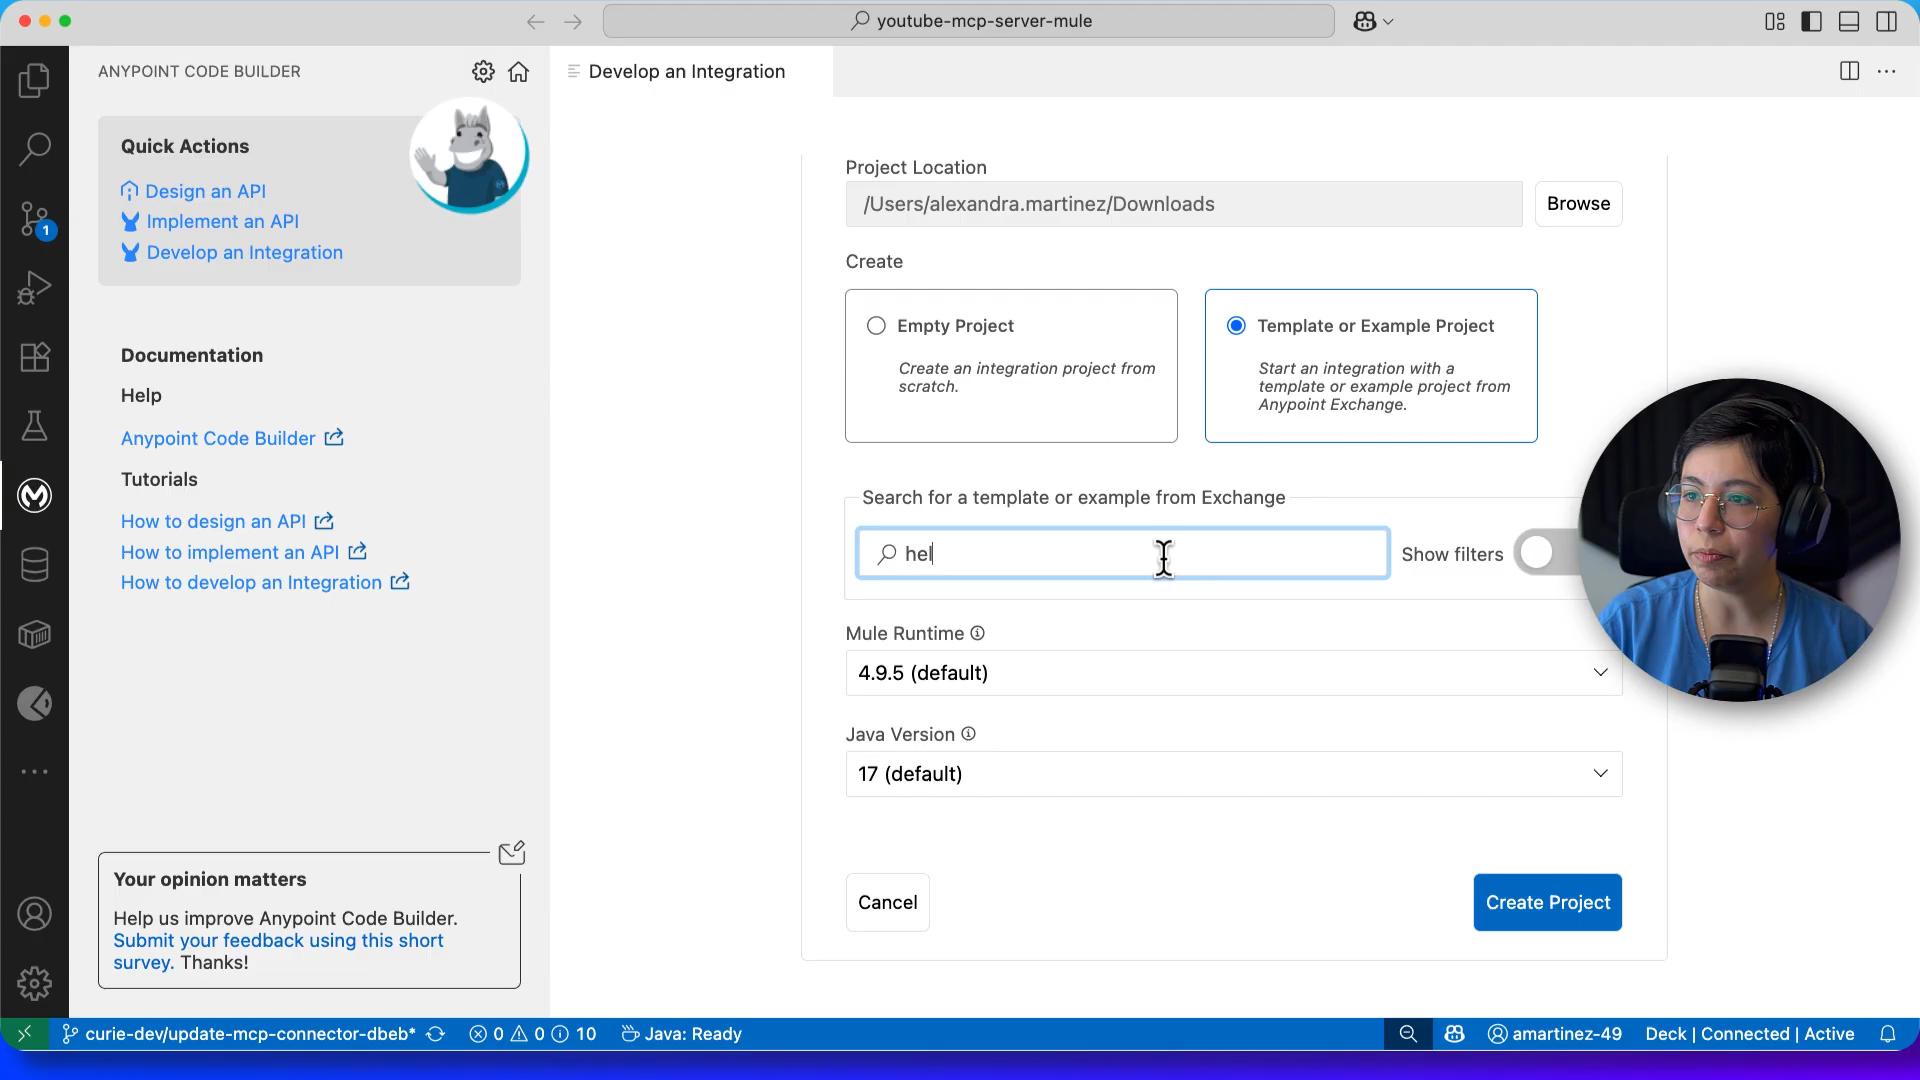 youtube-mcp-server-mule
ANYPOINT CODE BUILDER
Develop an Integration
Quick Actions
Design an API
Implement an API
Develop an Integration
1
Documentation
Help
Anypoint Code Builder
Tutorials
How to design an API
How to implement an API
How to develop an Integration
Your opinion matters
Help us improve Anypoint Code Builder.
Submit your feedback using this short
survey. Thanks!
Project Location
/Users/alexandra.martinez/Downloads
Browse
Create
Empty Project
Create an integration project from
scratch.
Template or Example Project
Start an integration with a
template or example project from
Anypoint Exchange.
Search for a template or example from Exchange
hel
Show filters
Mule Runtime
4.9.5 (default)
Java Version
17 (default)
Cancel
Create Project
curie-dev/update-mcp-connector-dbeb* 0 0 10 Java: Ready
amartinez-49 Deck | Connected | Active